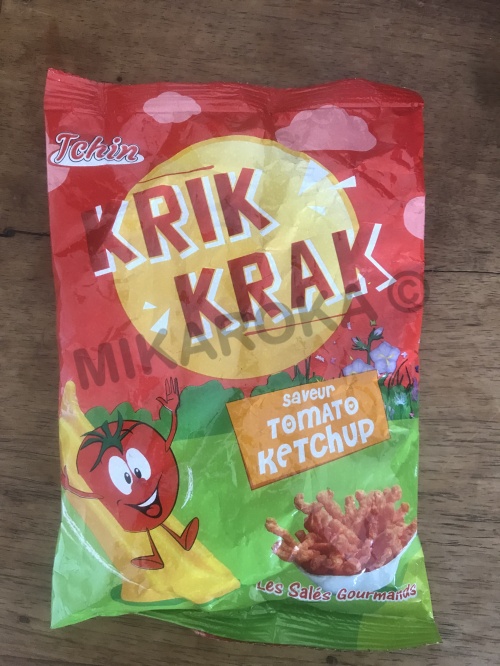 Tchin
KRIK
KRAK
MIKAROKA ©
saveur
TOMATO
KETCHUP
Les Salés Gourmands